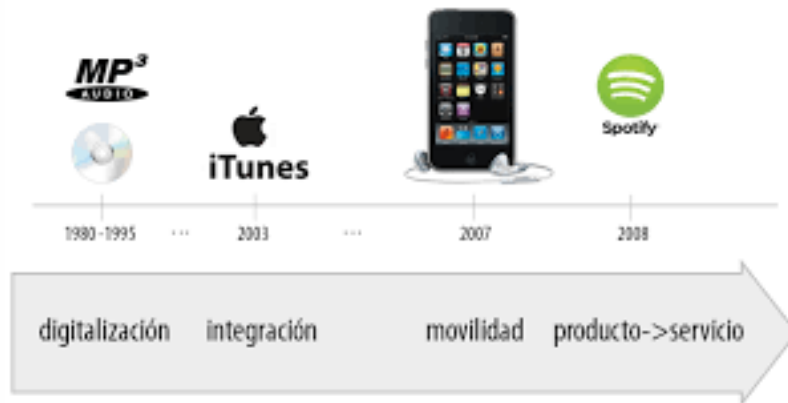 MP³
AUDIO
iTunes
Spotify
1980-1995 ... 2003 ... 2007 2008
digitalización integración movilidad producto->servicio